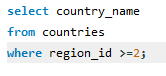 select country_name
from countries
where region_id >=2;